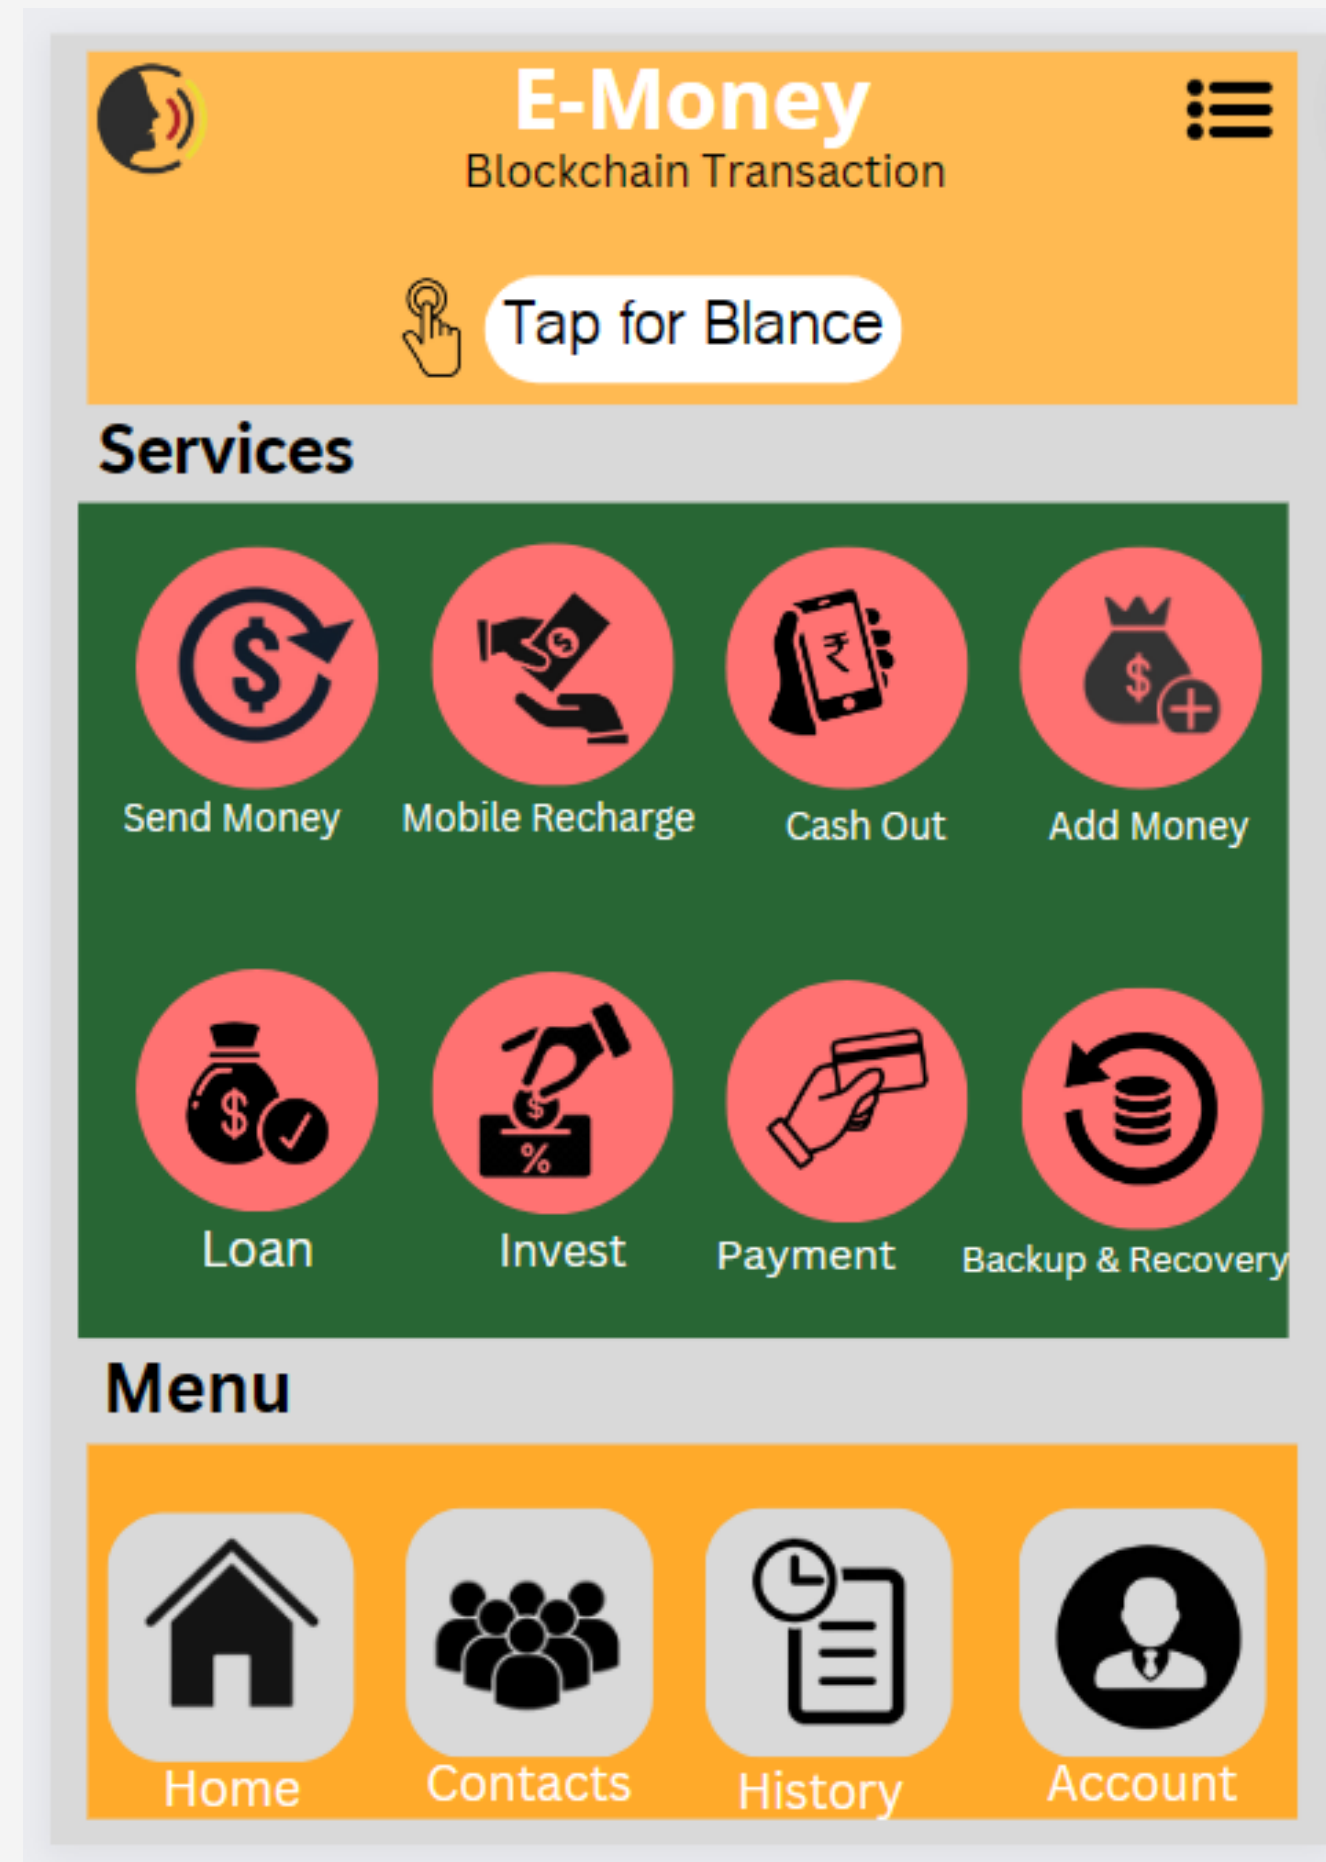 E-Money
Blockchain Transaction
Tap for Blance
Services
$ $ ₹ $
Send Money Mobile Recharge Cash Out Add Money
$ $
%
Loan Invest Payment Backup & Recovery
Menu
Home Contacts History Account